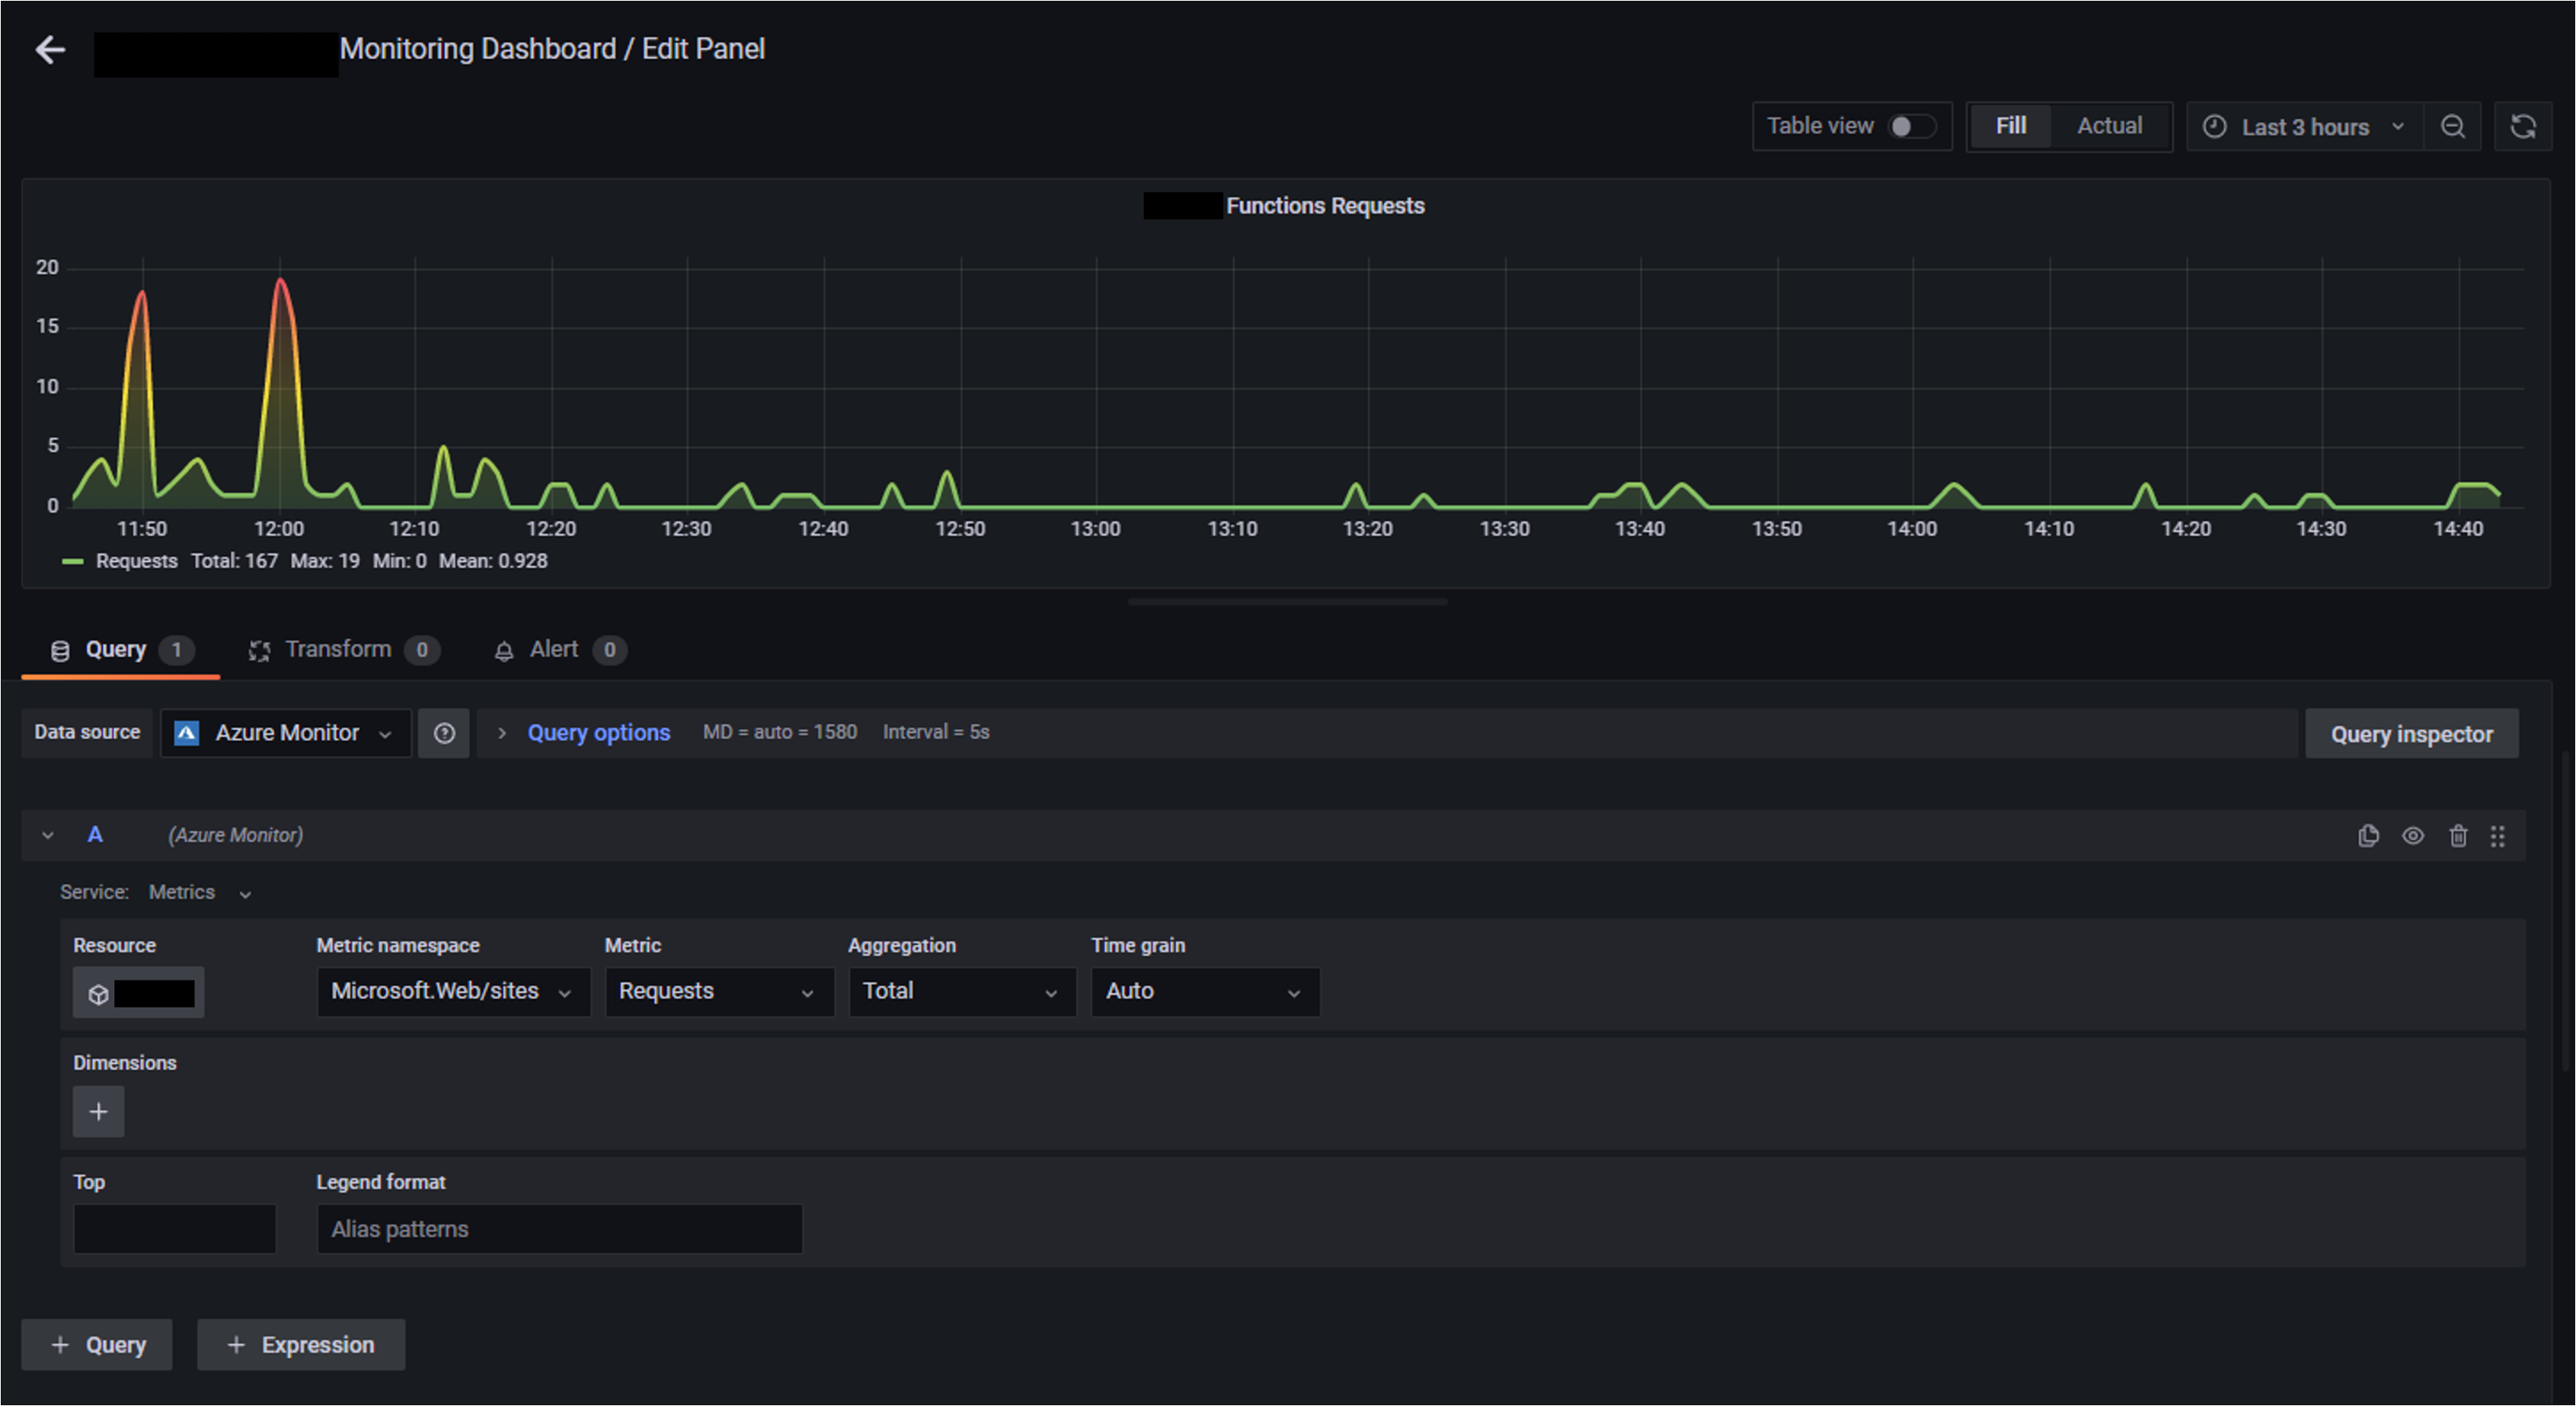 Monitoring Dashboard / Edit Panel
Table view Fill Actual Last 3 hours
Functions Requests
20
15
10
5
0
11:50 12:00 12:10 12:20 12:30 12:40 12:50 13:00 13:10 13:20 13:30 13:40 13:50 14:00 14:10 14:20 14:30 14:40
Requests Total: 167 Max: 19 Min: 0 Mean: 0.928
Query 1 Transform 0 Alert 0
Data source Azure Monitor Query options MD = auto = 1580 Interval = 5s Query inspector
A (Azure Monitor)
Service: Metrics
Resource Metric namespace Metric Aggregation Time grain
Microsoft.Web/sites Requests Total Auto
Dimensions
+
Top Legend format
Alias patterns
+ Query + Expression